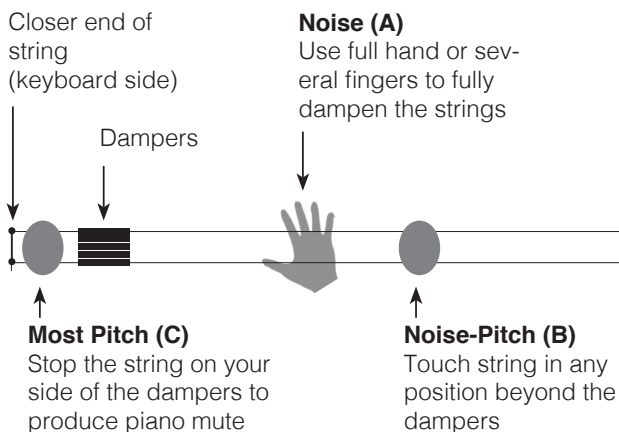 Closer end of
string
(keyboard side)
Noise (A)
Use full hand or sev-
eral fingers to fully
dampen the strings
Dampers
Most Pitch (C)
Stop the string on your
side of the dampers to
produce piano mute
Noise-Pitch (B)
Touch string in any
position beyond the
dampers